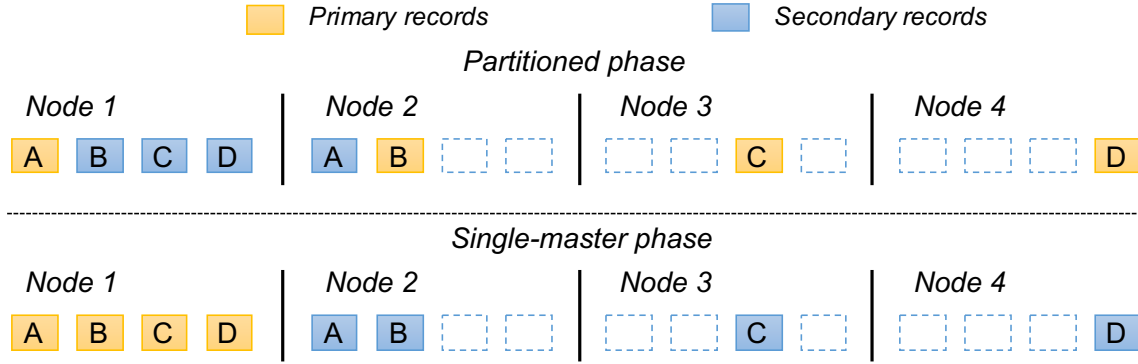 Primary records Secondary records
Partitioned phase
Node 1 Node 2 Node 3 Node 4
A B C D A B C D
Single-master phase
Node 1 Node 2 Node 3 Node 4
A B C D A B C D